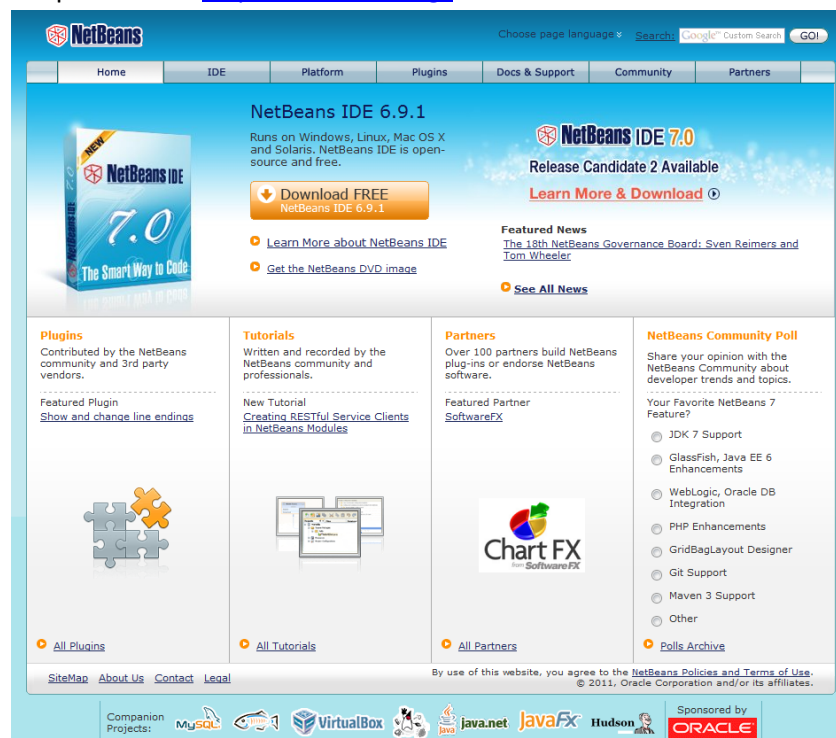 NetBeans
Choose page language
Search:
Google™ Custom Search
GO!
Home
IDE
Platform
Plugins
Docs & Support
Community
Partners
NEW
NetBeans IDE
7.0
7.0
The Smart Way to Code
NetBeans IDE 6.9.1
Runs on Windows, Linux, Mac OS X
and Solaris. NetBeans IDE is open-
source and free.
Download FREE
NetBeans IDE 6.9.1
Learn More about NetBeans IDE
Get the NetBeans DVD image
NetBeans IDE 7.0
Release Candidate 2 Available
Learn More & Download
Featured News
The 18th NetBeans Governance Board: Sven Reimers and
Tom Wheeler
See All News
Plugins
Contributed by the NetBeans
community and 3rd party
vendors.
Featured Plugin
Show and change line endings
All Plugins
Tutorials
Written and recorded by the
NetBeans community and
professionals.
New Tutorial
Creating RESTful Service Clients
in NetBeans Modules
All Tutorials
Partners
Over 100 partners build NetBeans
plug-ins or endorse NetBeans
software.
Featured Partner
SoftwareFX
Chart FX
from SoftwareFX
All Partners
NetBeans Community Poll
Share your opinion with the
NetBeans Community about
developer trends and topics.
Your Favorite NetBeans 7
Feature?
JDK 7 Support
GlassFish, Java EE 6
Enhancements
WebLogic, Oracle DB
Integration
PHP Enhancements
GridBagLayout Designer
Git Support
Maven 3 Support
Other
Polls Archive
SiteMap About Us Contact Legal
By use of this website, you agree to the NetBeans Policies and Terms of Use.
© 2011, Oracle Corporation and/or its affiliates.
Companion
Projects:
MySQL
VirtualBox
Java
java.net
JavaFX
Hudson
Sponsored by
ORACLE